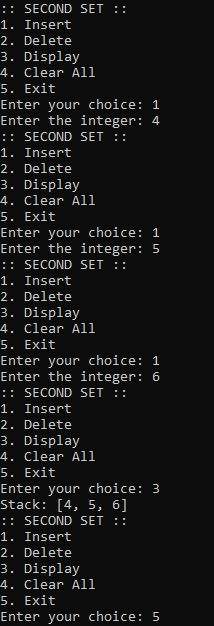 :: SECOND SET ::
1. Insert
2. Delete
3. Display
4. Clear All
5. Exit
Enter your choice: 1
Enter the integer: 4
:: SECOND SET ::
1. Insert
2. Delete
3. Display
4. Clear All
5. Exit
Enter your choice: 1
Enter the integer: 5
:: SECOND SET ::
1. Insert
2. Delete
3. Display
4. Clear All
5. Exit
Enter your choice: 1
Enter the integer: 6
:: SECOND SET ::
1. Insert
2. Delete
3. Display
4. Clear All
5. Exit
Enter your choice: 3
Stack: [4, 5, 6]
:: SECOND SET ::
1. Insert
2. Delete
3. Display
4. Clear All
5. Exit
Enter your choice: 5